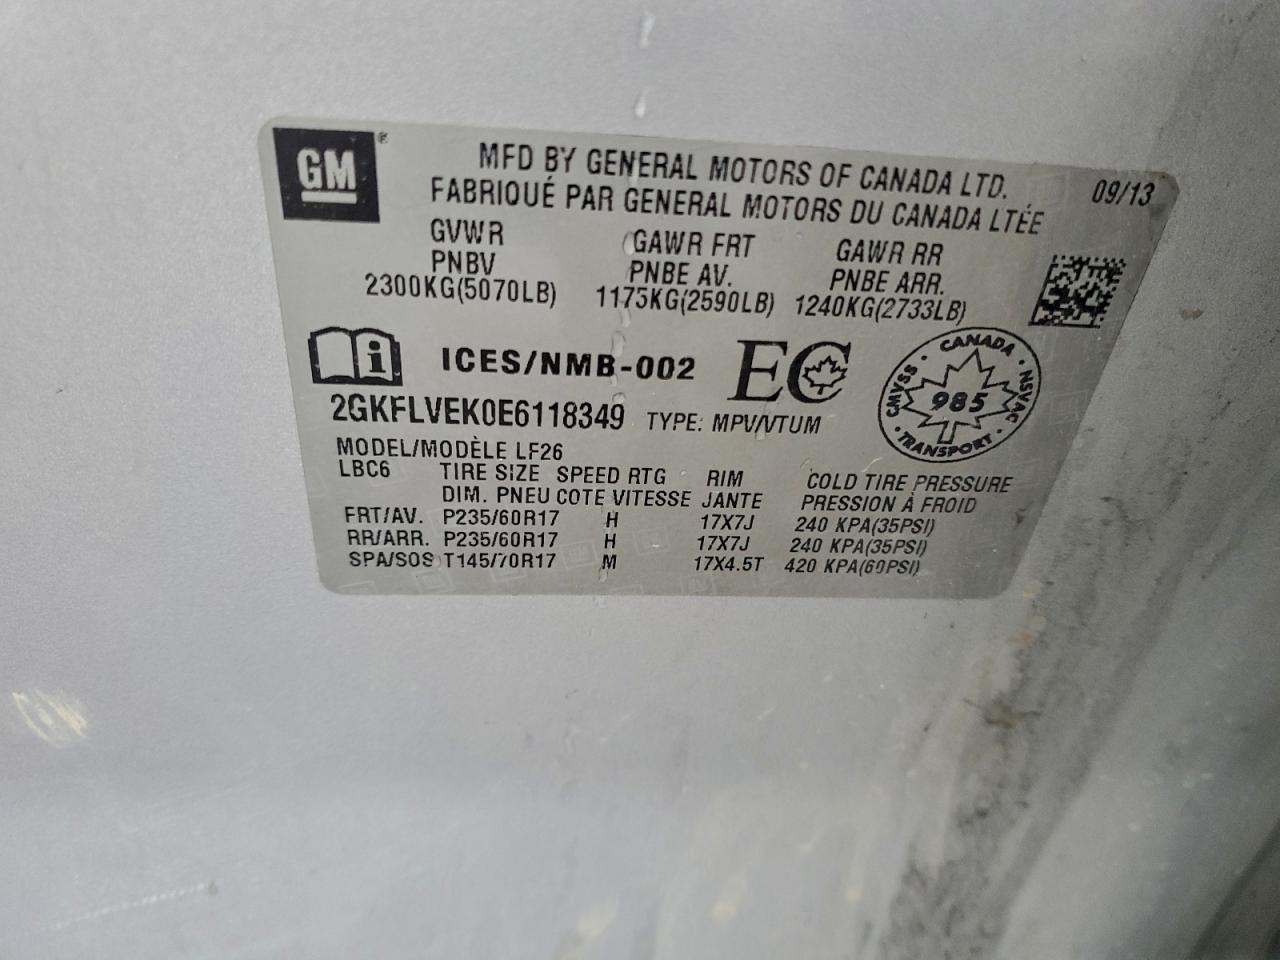 GM®
MFD BY GENERAL MOTORS OF CANADA LTD. 09/13
FABRIQUÉ PAR GENERAL MOTORS DU CANADA LTÉE
GVWR GAWR FRT GAWR RR
PNBV PNBE AV. PNBE ARR.
2300KG(5070LB) 1175KG(2590LB) 1240KG(2733LB)
i ICES/NMB-002 EC CANADA CMVSS NSVAC 985 TRANSPORT
2GKFLVEK0E6118349 TYPE: MPV/VTUM
MODEL/MODÈLE LF26
LBC6 TIRE SIZE SPEED RTG RIM COLD TIRE PRESSURE
DIM. PNEU COTE VITESSE JANTE PRESSION À FROID
FRT/AV. P235/60R17 H 17X7J 240 KPA(35PSI)
RR/ARR. P235/60R17 H 17X7J 240 KPA(35PSI)
SPA/SOS T145/70R17 M 17X4.5T 420 KPA(60PSI)